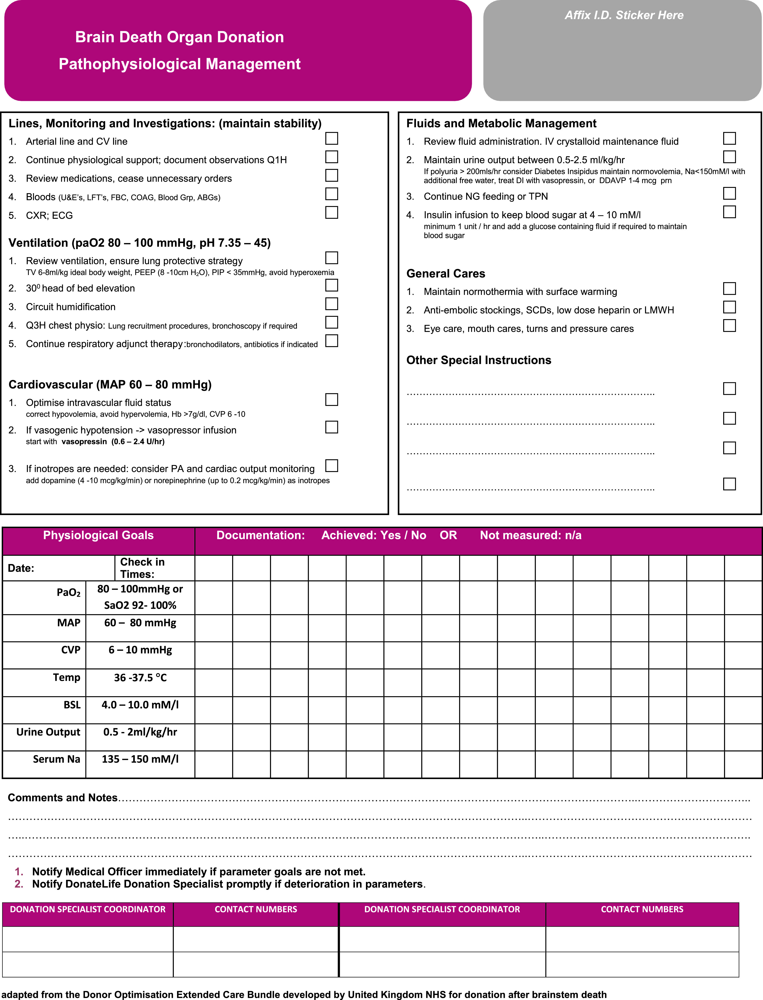 Brain Death Organ Donation
Pathophysiological Management
Affix I.D. Sticker Here
Lines, Monitoring and Investigations: (maintain stability)
1. Arterial line and CV line
2. Continue physiological support; document observations Q1H
3. Review medications, cease unnecessary orders
4. Bloods (U&E’s, LFT’s, FBC, COAG, Blood Grp, ABGs)
5. CXR; ECG
Ventilation (paO2 80 – 100 mmHg, pH 7.35 – 45)
1. Review ventilation, ensure lung protective strategy
TV 6-8ml/kg ideal body weight, PEEP (8 -10cm H₂O), PIP < 35mmHg, avoid hyperoxemia
2. 30⁰ head of bed elevation
3. Circuit humidification
4. Q3H chest physio: Lung recruitment procedures, bronchoscopy if required
5. Continue respiratory adjunct therapy:bronchodilators, antibiotics if indicated
Cardiovascular (MAP 60 – 80 mmHg)
1. Optimise intravascular fluid status
correct hypovolemia, avoid hypervolemia, Hb >7g/dl, CVP 6 -10
2. If vasogenic hypotension -> vasopressor infusion
start with vasopressin (0.6 – 2.4 U/hr)
3. If inotropes are needed: consider PA and cardiac output monitoring
add dopamine (4 -10 mcg/kg/min) or norepinephrine (up to 0.2 mcg/kg/min) as inotropes
Fluids and Metabolic Management
1. Review fluid administration. IV crystalloid maintenance fluid
2. Maintain urine output between 0.5-2.5 ml/kg/hr
If polyuria > 200mls/hr consider Diabetes Insipidus maintain normovolemia, Na<150mM/l with
additional free water, treat DI with vasopressin, or DDAVP 1-4 mcg prn
3. Continue NG feeding or TPN
4. Insulin infusion to keep blood sugar at 4 – 10 mM/l
minimum 1 unit / hr and add a glucose containing fluid if required to maintain
blood sugar
General Cares
1. Maintain normothermia with surface warming
2. Anti-embolic stockings, SCDs, low dose heparin or LMWH
3. Eye care, mouth cares, turns and pressure cares
Other Special Instructions
Physiological Goals Documentation: Achieved: Yes / No OR Not measured: n/a
Date: Check in
Times:
PaO₂ 80 – 100mmHg or
SaO2 92- 100%
MAP 60 – 80 mmHg
CVP 6 – 10 mmHg
Temp 36 -37.5 °C
BSL 4.0 – 10.0 mM/l
Urine Output 0.5 - 2ml/kg/hr
Serum Na 135 – 150 mM/l
Comments and Notes
1. Notify Medical Officer immediately if parameter goals are not met.
2. Notify DonateLife Donation Specialist promptly if deterioration in parameters.
DONATION SPECIALIST COORDINATOR CONTACT NUMBERS DONATION SPECIALIST COORDINATOR CONTACT NUMBERS
adapted from the Donor Optimisation Extended Care Bundle developed by United Kingdom NHS for donation after brainstem death